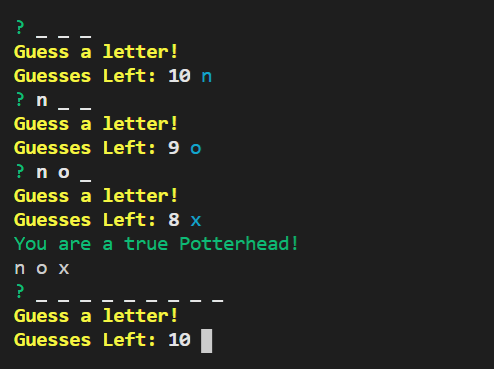 ? _ _ _
Guess a letter!
Guesses Left: 10 n
? n _ _
Guess a letter!
Guesses Left: 9 o
? n o _
Guess a letter!
Guesses Left: 8 x
You are a true Potterhead!
n o x
? _ _ _ _ _ _ _ _ _
Guess a letter!
Guesses Left: 10